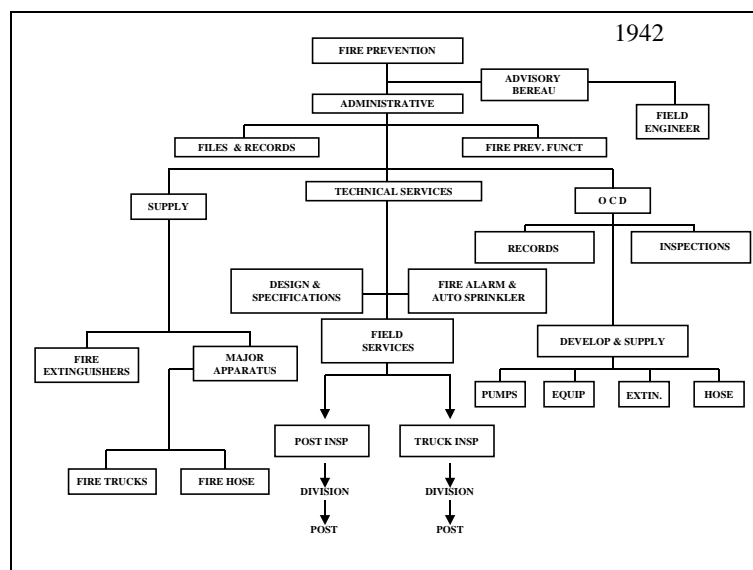 1942
FIRE PREVENTION
ADVISORY
BEREAU
ADMINISTRATIVE
FIELD
ENGINEER
FILES & RECORDS
FIRE PREV. FUNCT
TECHNICAL SERVICES
SUPPLY
O C D
RECORDS
INSPECTIONS
DESIGN &
SPECIFICATIONS
FIRE ALARM &
AUTO SPRINKLER
FIELD
SERVICES
DEVELOP & SUPPLY
FIRE
EXTINGUISHERS
MAJOR
APPARATUS
PUMPS
EQUIP
EXTIN.
HOSE
POST INSP
TRUCK INSP
FIRE TRUCKS
FIRE HOSE
DIVISION
DIVISION
POST
POST